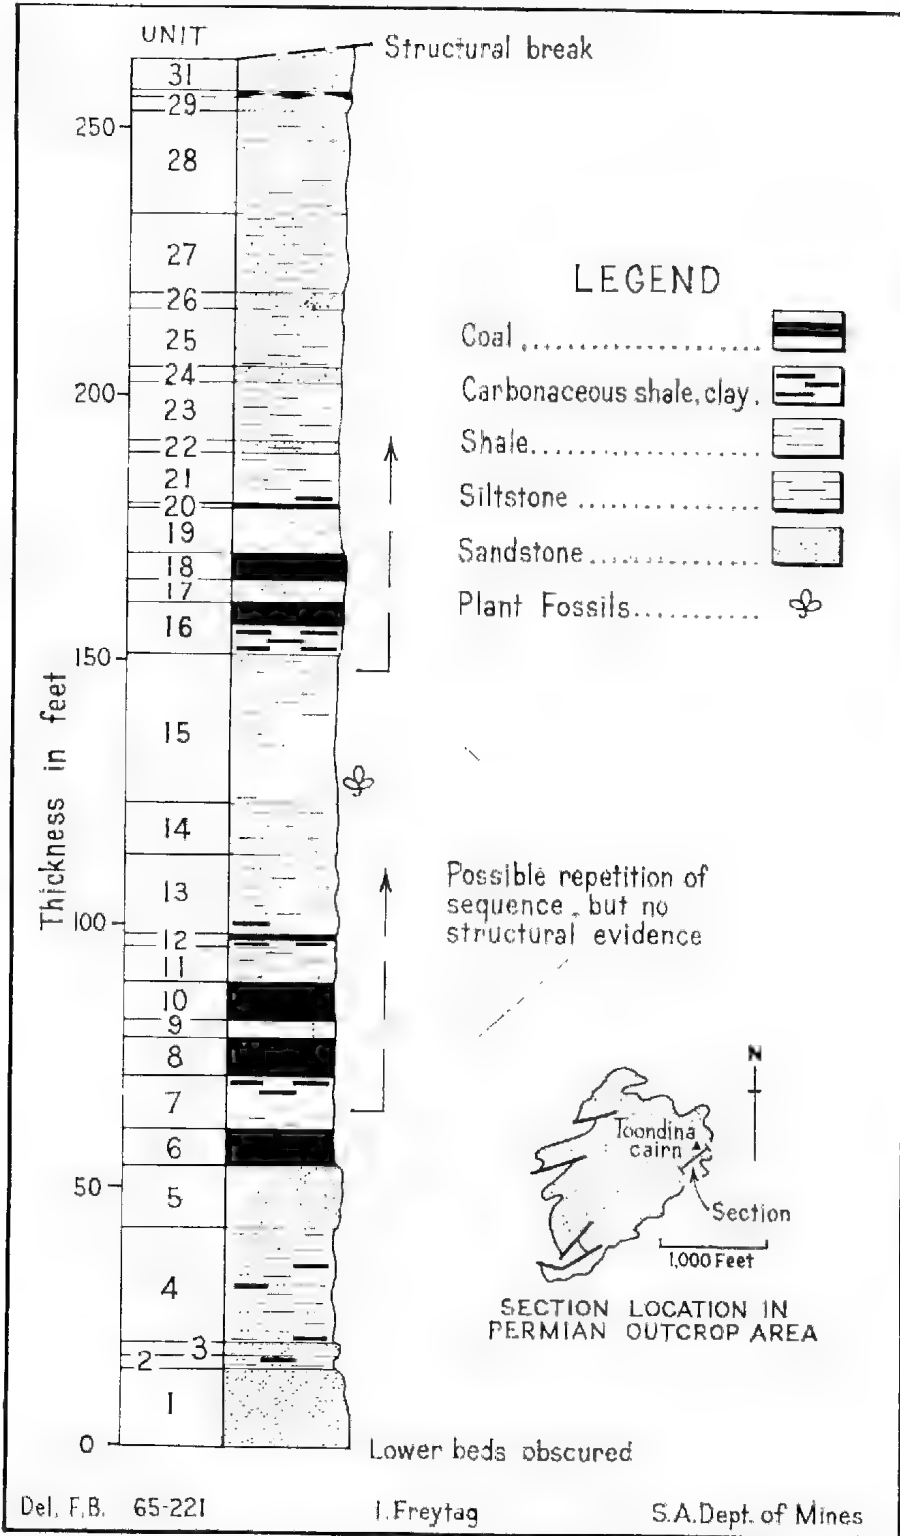 UNIT
Structural break
31
29
250
28
27
26
25
24
200
23
22
21
20
19
18
17
16
150
15
14
13
100
12
11
10
9
8
7
6
50
5
4
3
2
1
0
Thickness in feet
LEGEND
Coal
Carbonaceous shale, clay
Shale
Siltstone
Sandstone
Plant Fossils
Possible repetition of
sequence, but no
structural evidence
N
Toondina
cairn
Section
1,000 Feet
SECTION LOCATION IN
PERMIAN OUTCROP AREA
Lower beds obscured
Del. F.B. 65-221
I. Freytag
S.A. Dept. of Mines